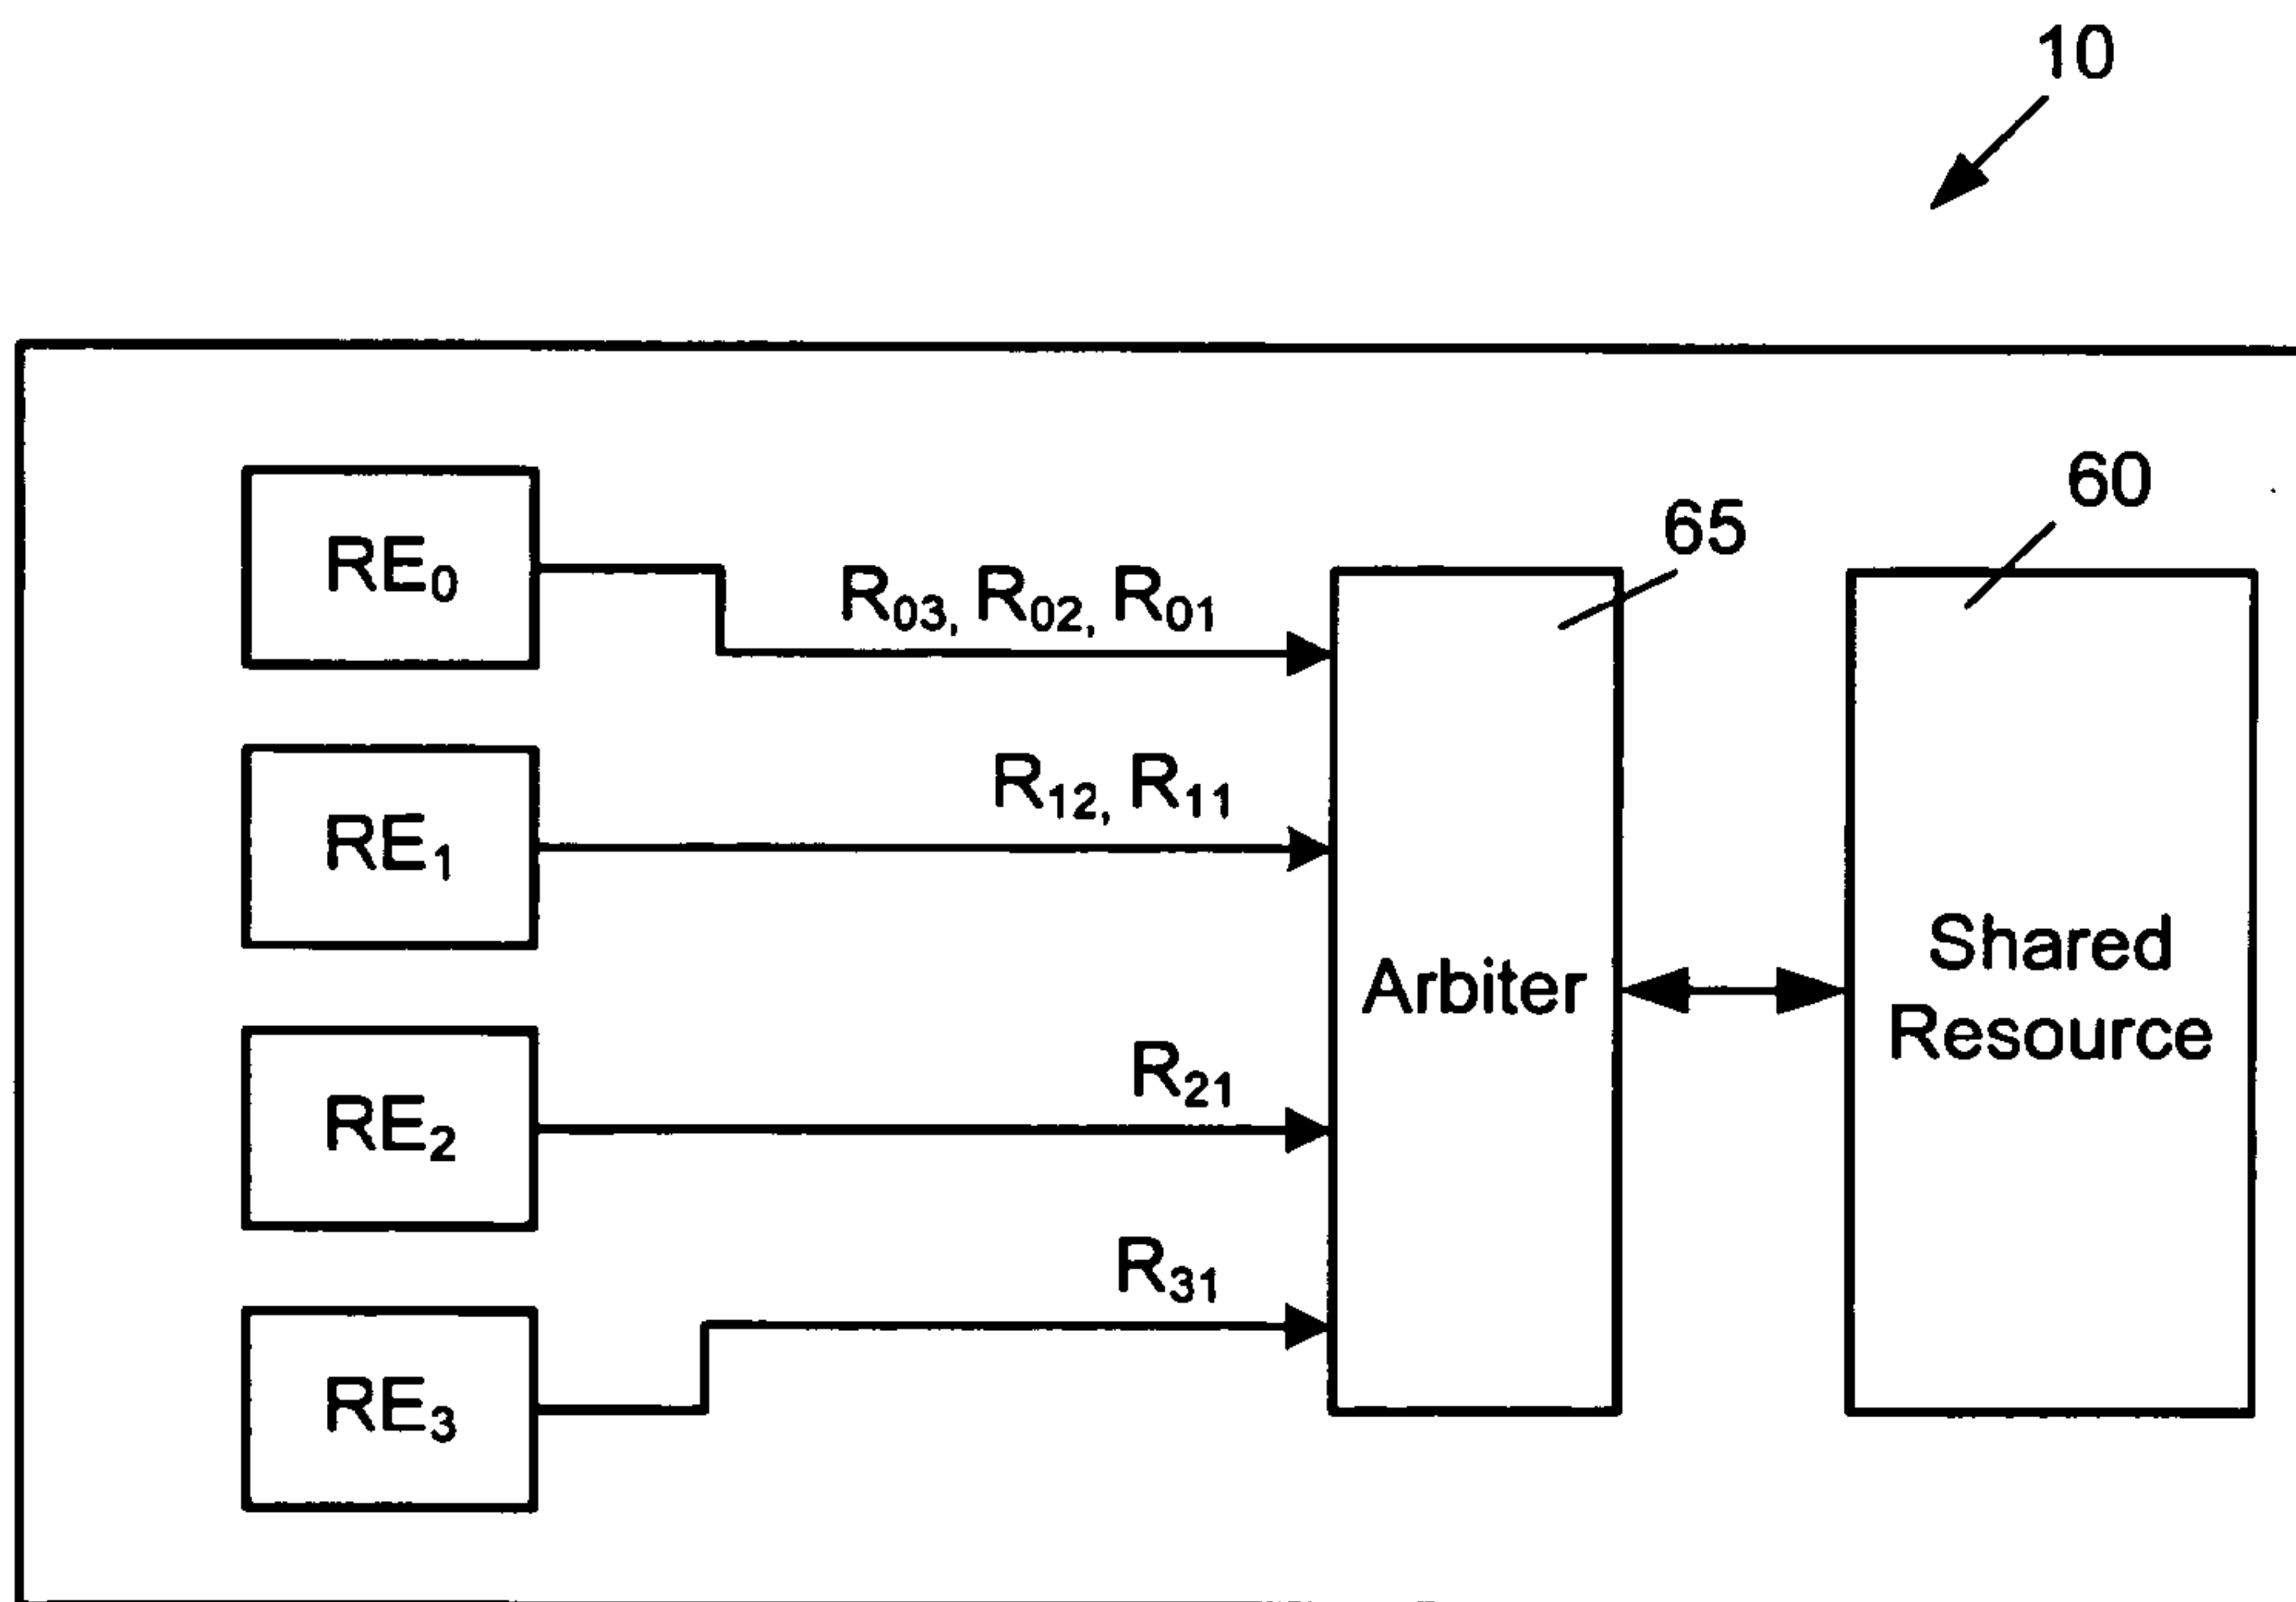 10
60
65
RE₀
R₀₃, R₀₂, R₀₁
RE₁
R₁₂, R₁₁
Arbiter
Shared
Resource
RE₂
R₂₁
RE₃
R₃₁